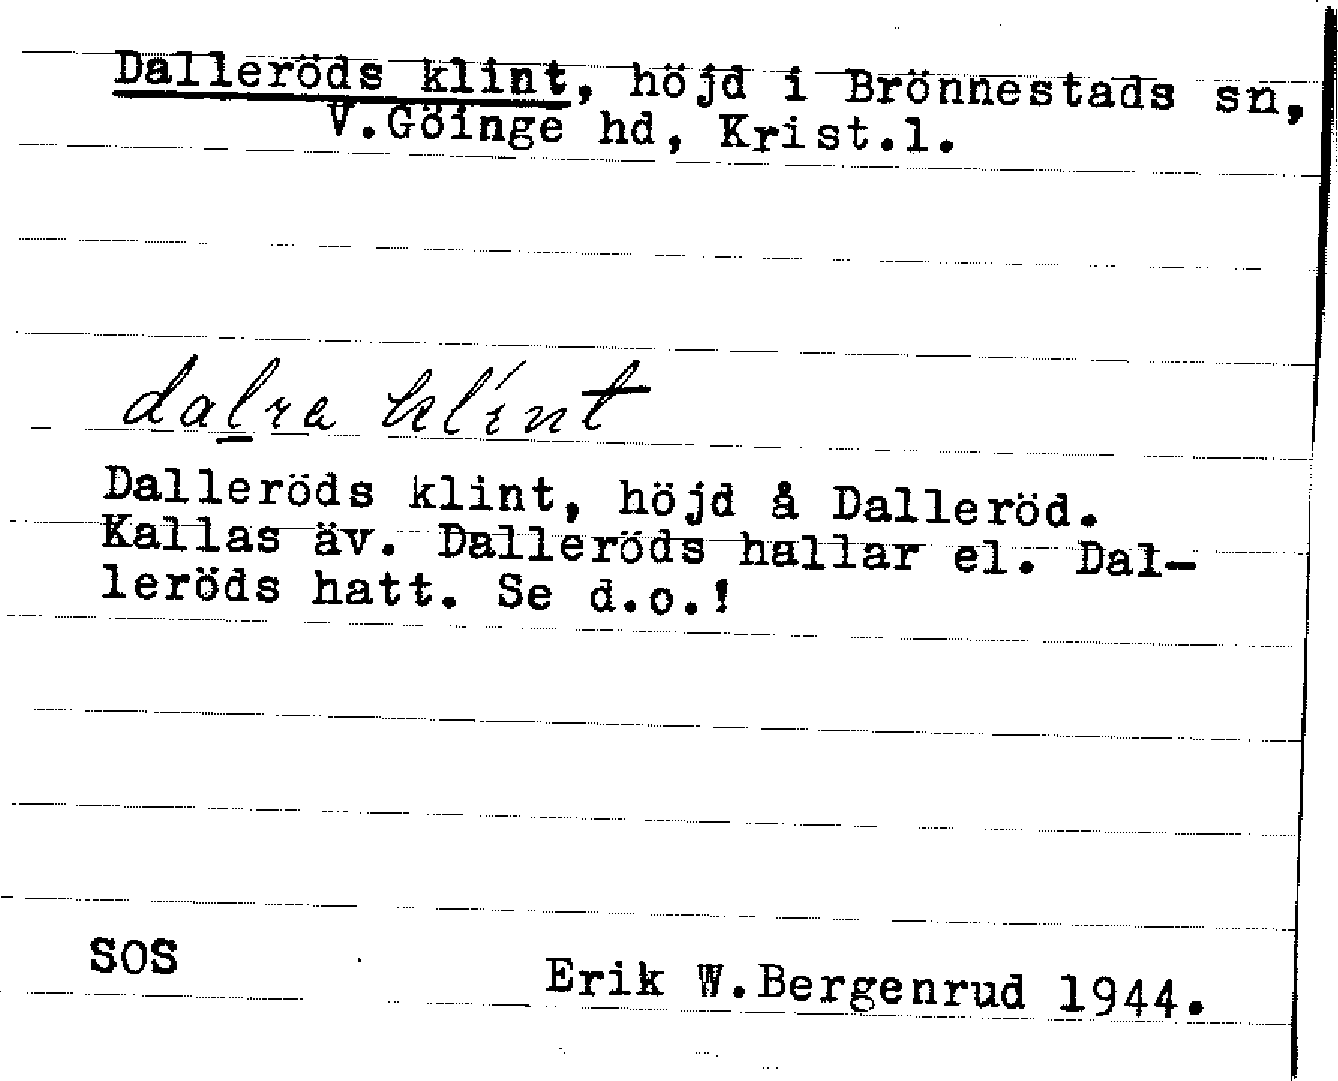 Dalleröds klint, höjd i Brönnestads sn,
V.Göinge hd, Krist.l.
dalra klint
Dalleröds klint, höjd å Dalleröd.
Kallas äv. Dalleröds hallar el. Dal-
leröds hatt. Se d.o.!
SOS
Erik W.Bergenrud 1944.